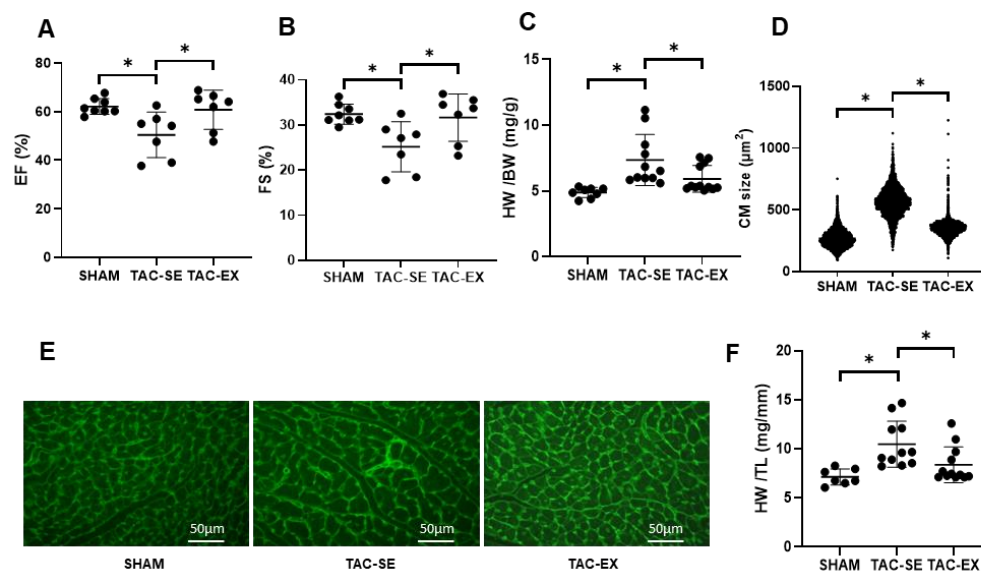 A
EF (%)
80
60
40
20
0
* *
SHAM TAC-SE TAC-EX
B
FS (%)
40
30
20
10
0
* *
SHAM TAC-SE TAC-EX
C
HW /BW (mg/g)
15
10
5
0
* *
SHAM TAC-SE TAC-EX
D
CM size (µm²)
1500
1000
500
0
* *
SHAM TAC-SE TAC-EX
E
50µm 50µm 50µm
SHAM TAC-SE TAC-EX
F
HW /TL (mg/mm)
20
15
10
5
0
* *
SHAM TAC-SE TAC-EX